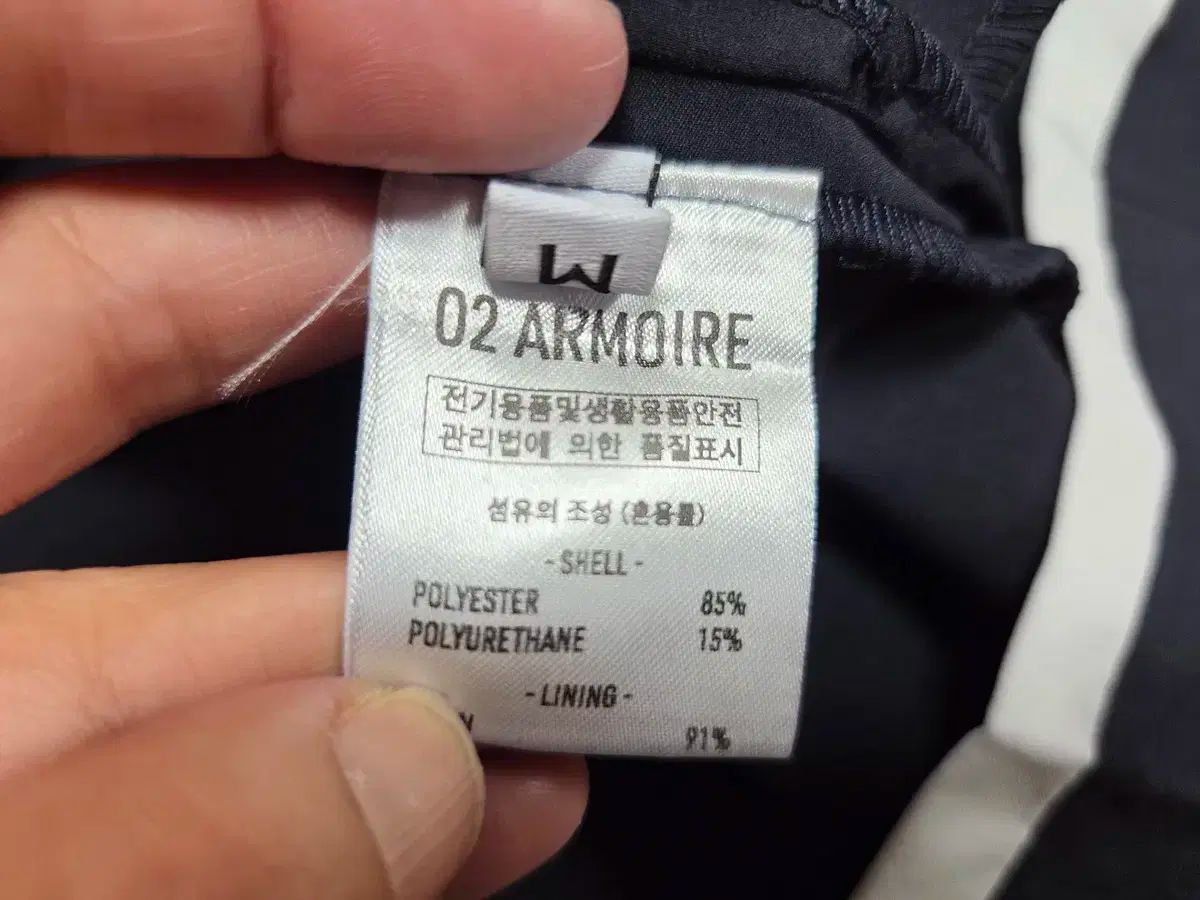 M
02 ARMOIRE
전기용품및생활용품안전
관리법에 의한 품질표시
섬유의 조성 (혼용률)
- SHELL -
POLYESTER 85%
POLYURETHANE 15%
- LINING -
91%